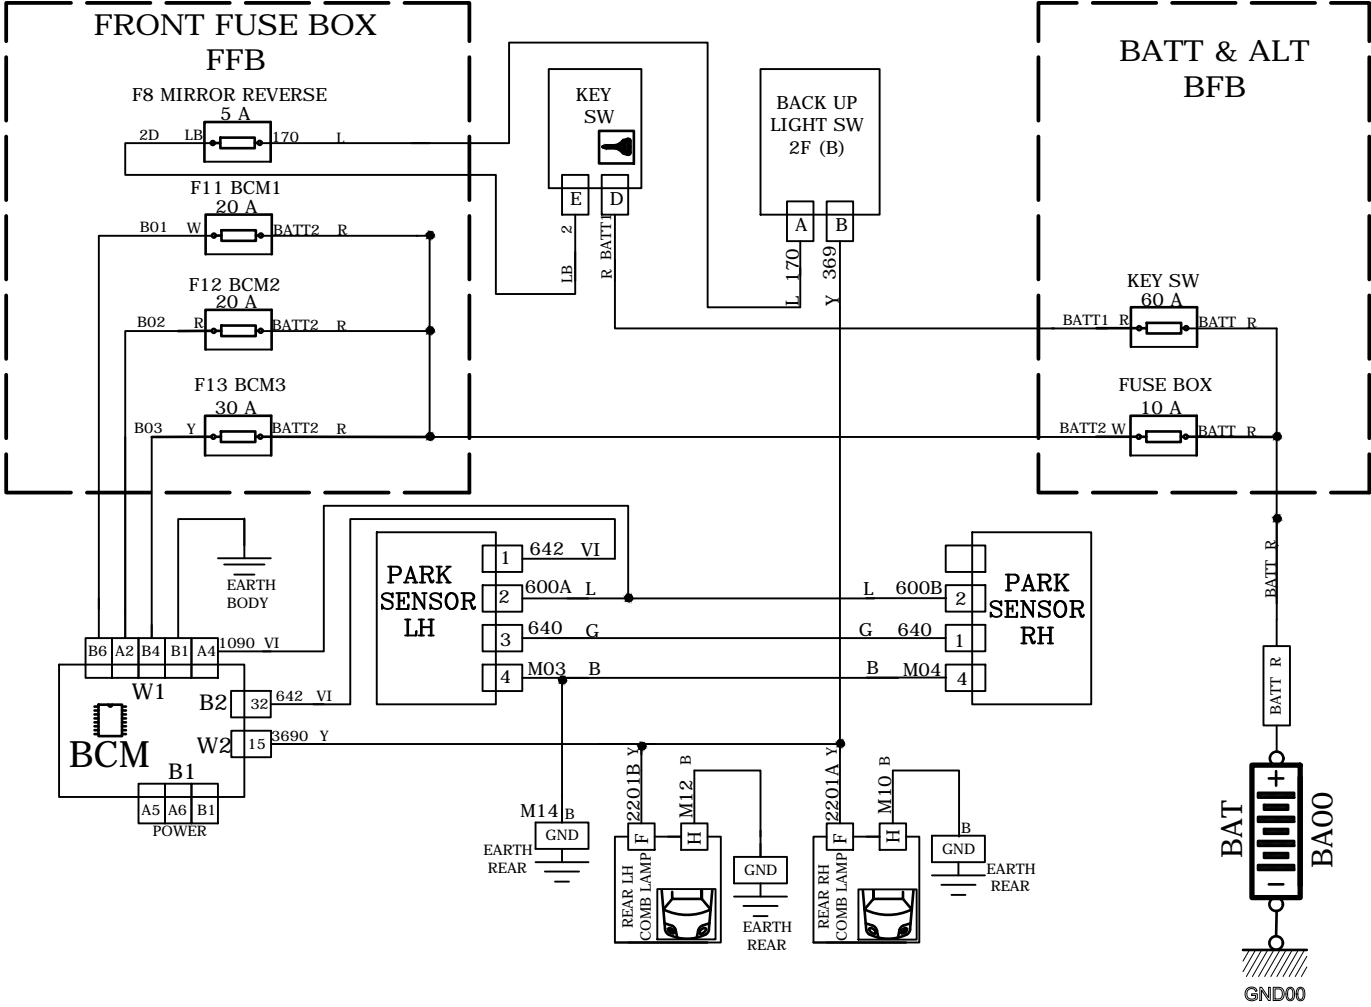 FRONT FUSE BOX
FFB
F8 MIRROR REVERSE
5 A
2D LB 170 L
F11 BCM1
20 A
B01 W BATT2 R
F12 BCM2
20 A
B02 R BATT2 R
F13 BCM3
30 A
B03 Y BATT2 R
KEY
SW
E D
LB 2
R BATT1
BACK UP
LIGHT SW
2F (B)
A B
L 170
Y 369
BATT & ALT
BFB
KEY SW
60 A
BATT1 R BATT R
FUSE BOX
10 A
BATT2 W BATT R
BATT R
BATT R
EARTH
BODY
B6 A2 B4 B1 A4 1090 VI
W1
B2 32 642 VI
BCM
W2 15 3690 Y
B1
A5 A6 B1
POWER
PARK
SENSOR
LH
1 642 VI
2 600A L
3 640 G
4 M03 B
L 600B 2
G 640 1
B M04 4
PARK
SENSOR
RH
M14 B
GND
EARTH
REAR
2201B Y
M12 B
F H
REAR LH
COMB LAMP
GND
EARTH
REAR
2201A Y
M10 B
F H
REAR RH
COMB LAMP
B
GND
EARTH
REAR
+
BAT
BA00
−
GND00